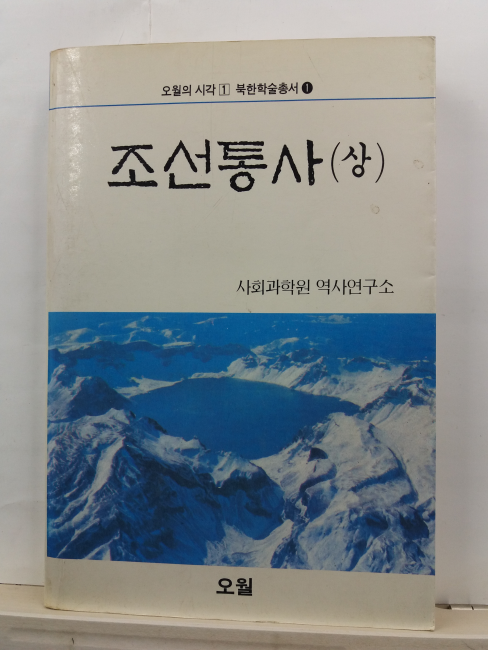 오월의 시각 1 북한학술총서 1
조선통사(상)
사회과학원 역사연구소
오월